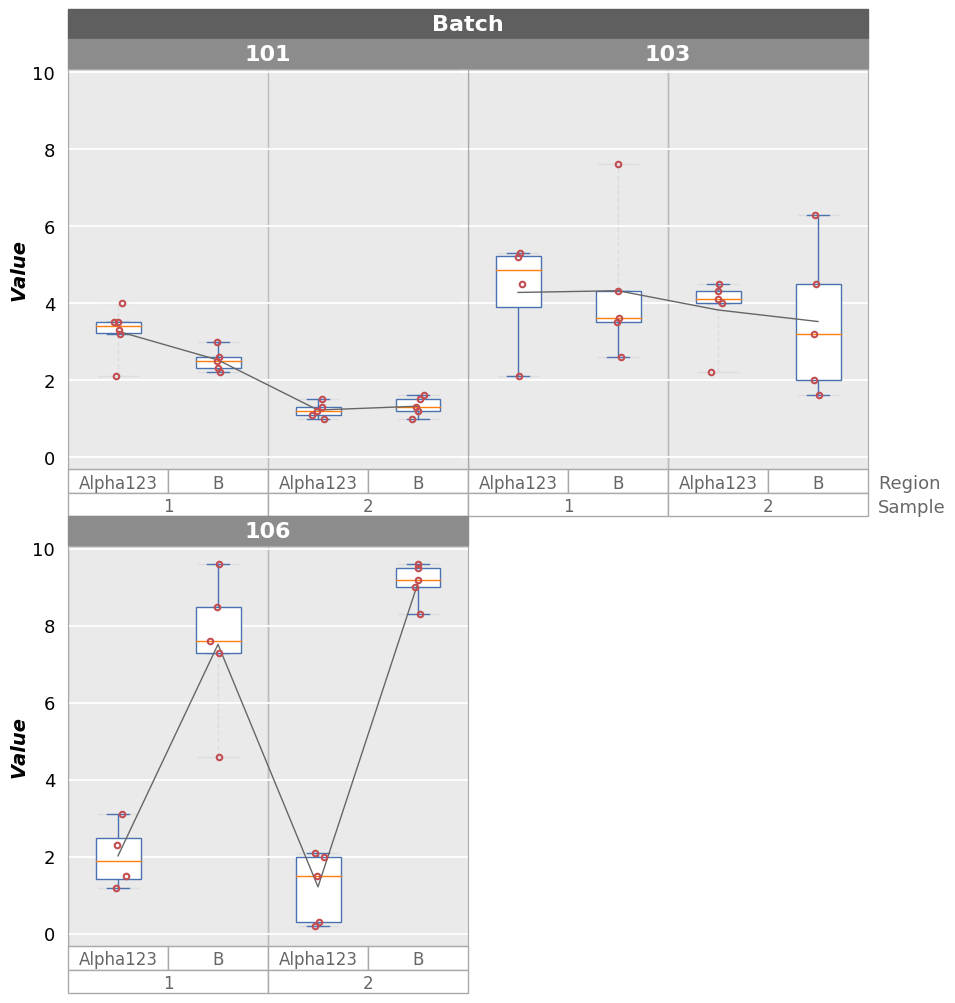 Batch
101 103
10
8
6
4
2
0
Value
Alpha123 B Alpha123 B Alpha123 B Alpha123 B Region
1 2 1 2 Sample
106
10
8
6
4
2
0
Value
Alpha123 B Alpha123 B
1 2